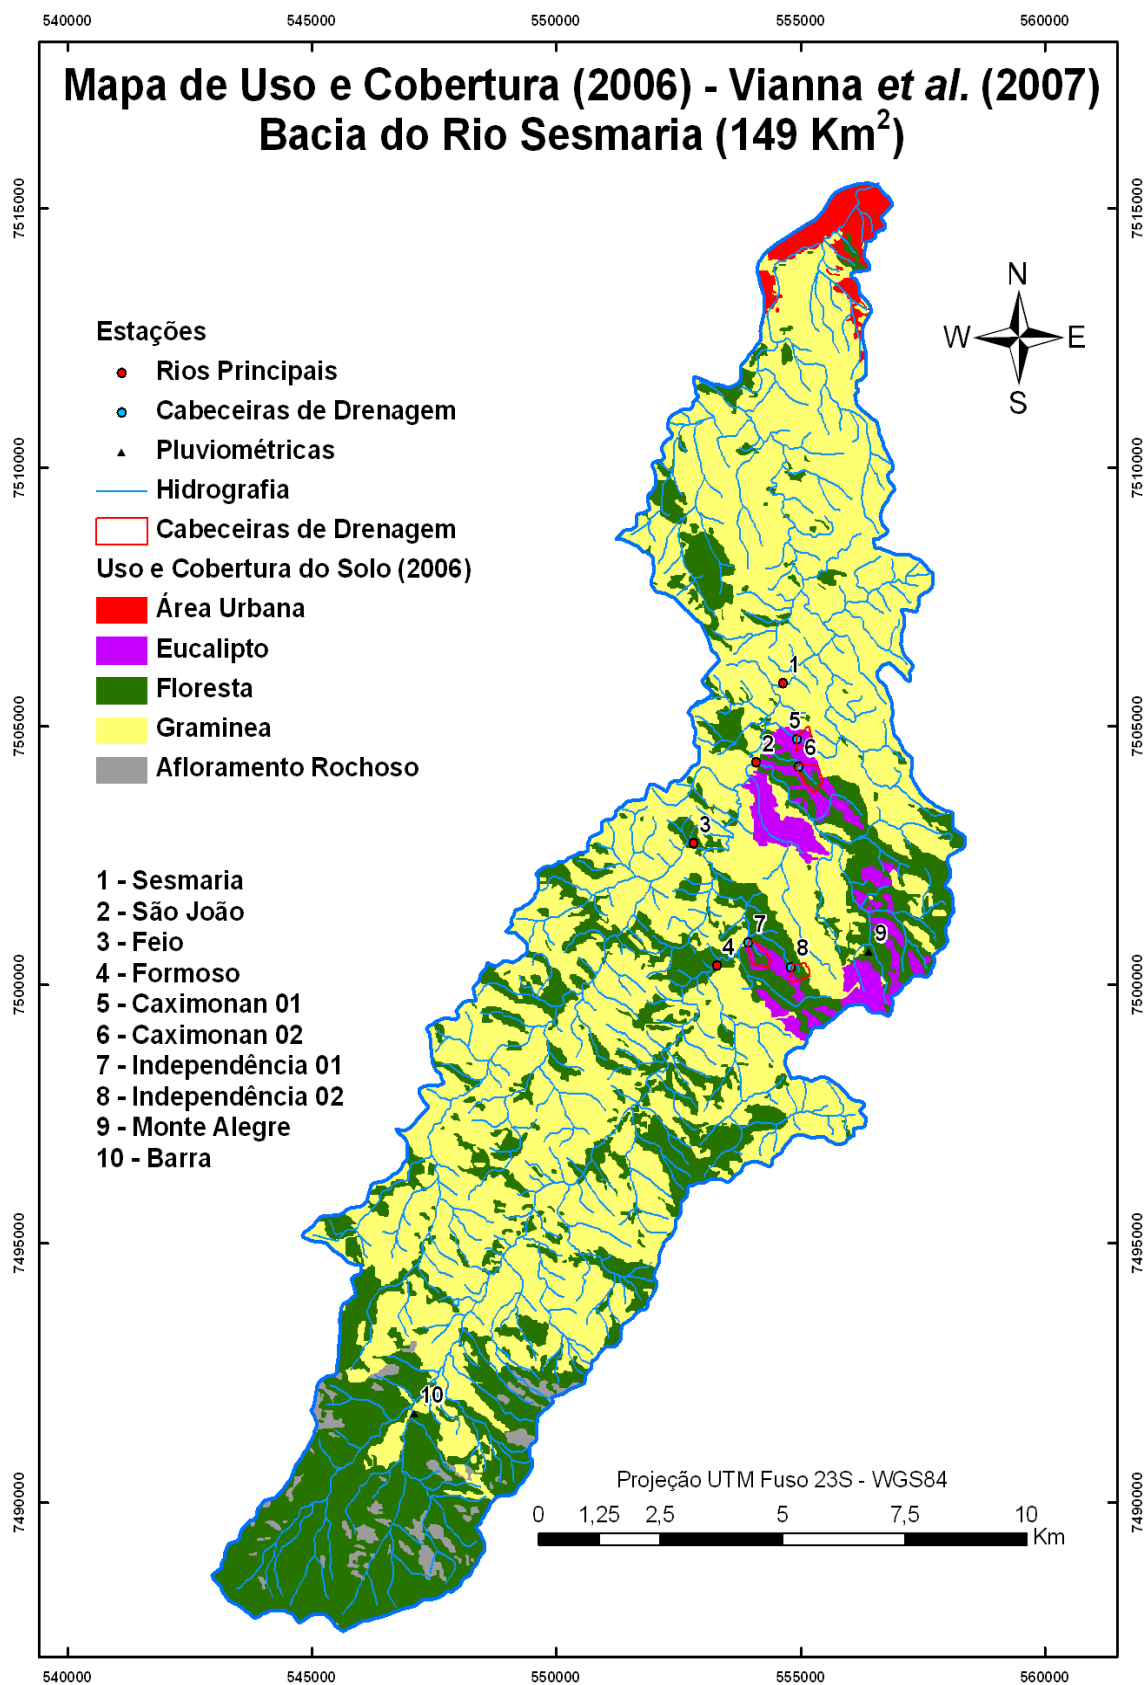 540000 545000 550000 555000 560000
Mapa de Uso e Cobertura (2006) - Vianna et al. (2007)
Bacia do Rio Sesmaria (149 Km²)
7515000 7515000
N
W E
S
Estações
Rios Principais
Cabeceiras de Drenagem
Pluviométricas
7510000 7510000
Hidrografia
Cabeceiras de Drenagem
Uso e Cobertura do Solo (2006)
Área Urbana
Eucalipto
Floresta
Graminea
Afloramento Rochoso
7505000 7505000
1
5
2
6
3
7
4
8
9
1 - Sesmaria
2 - São João
3 - Feio
4 - Formoso
5 - Caximonan 01
6 - Caximonan 02
7 - Independência 01
8 - Independência 02
9 - Monte Alegre
10 - Barra
7500000 7500000
7495000 7495000
10
Projeção UTM Fuso 23S - WGS84
0 1,25 2,5 5 7,5 10
Km
7490000 7490000
540000 545000 550000 555000 560000